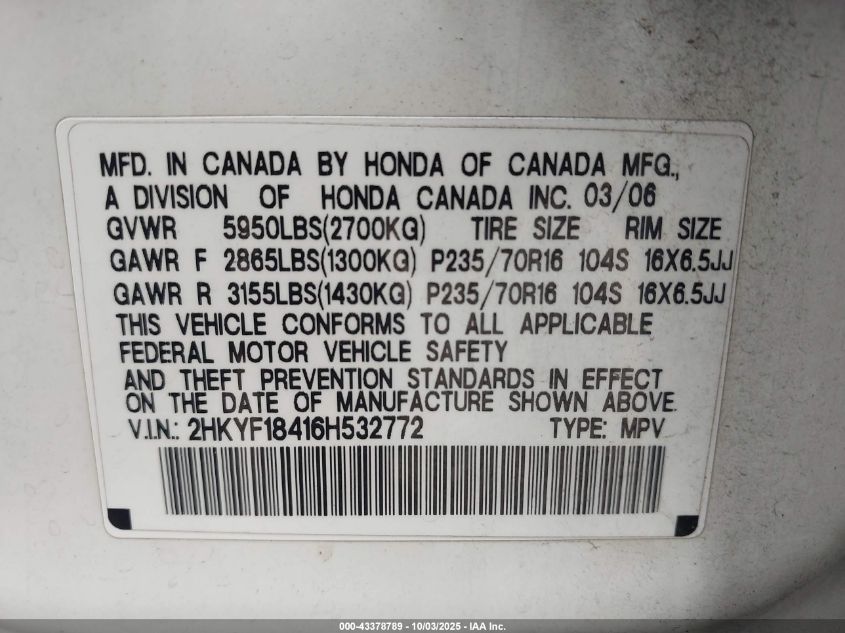 MFD. IN CANADA BY HONDA OF CANADA MFG.,
A DIVISION OF HONDA CANADA INC. 03/06
GVWR 5950LBS(2700KG) TIRE SIZE RIM SIZE
GAWR F 2865LBS(1300KG) P235/70R16 104S 16X6.5JJ
GAWR R 3155LBS(1430KG) P235/70R16 104S 16X6.5JJ
THIS VEHICLE CONFORMS TO ALL APPLICABLE
FEDERAL MOTOR VEHICLE SAFETY
AND THEFT PREVENTION STANDARDS IN EFFECT
ON THE DATE OF MANUFACTURE SHOWN ABOVE.
V.I.N.: 2HKYF18416H532772 TYPE: MPV
000-43378789 - 10/03/2025 - IAA Inc.